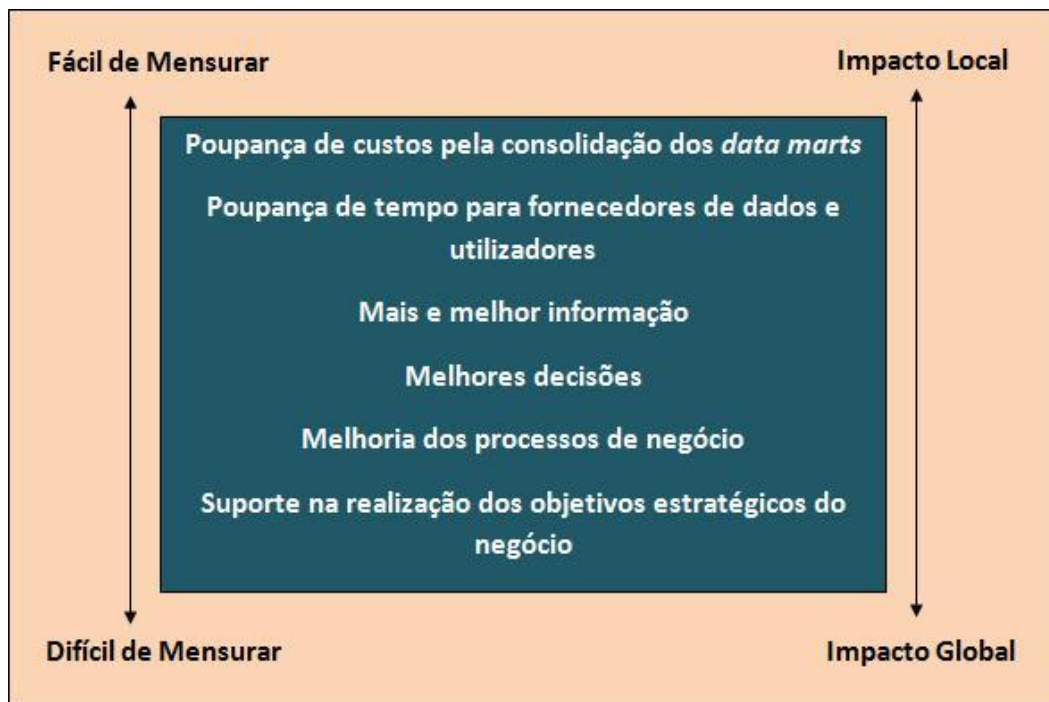 Fácil de Mensurar
Impacto Local
Poupança de custos pela consolidação dos data marts
Poupança de tempo para fornecedores de dados e
utilizadores
Mais e melhor informação
Melhores decisões
Melhoria dos processos de negócio
Suporte na realização dos objetivos estratégicos do
negócio
Difícil de Mensurar
Impacto Global